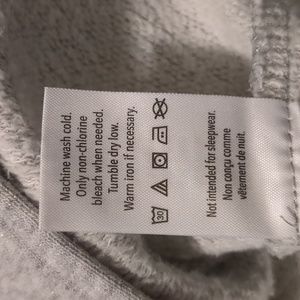 Machine wash cold.
Only non-chlorine
bleach when needed.
Tumble dry low.
Warm iron if necessary.
30
Not intended for sleepwear.
Non conçu comme
vêtement de nuit.